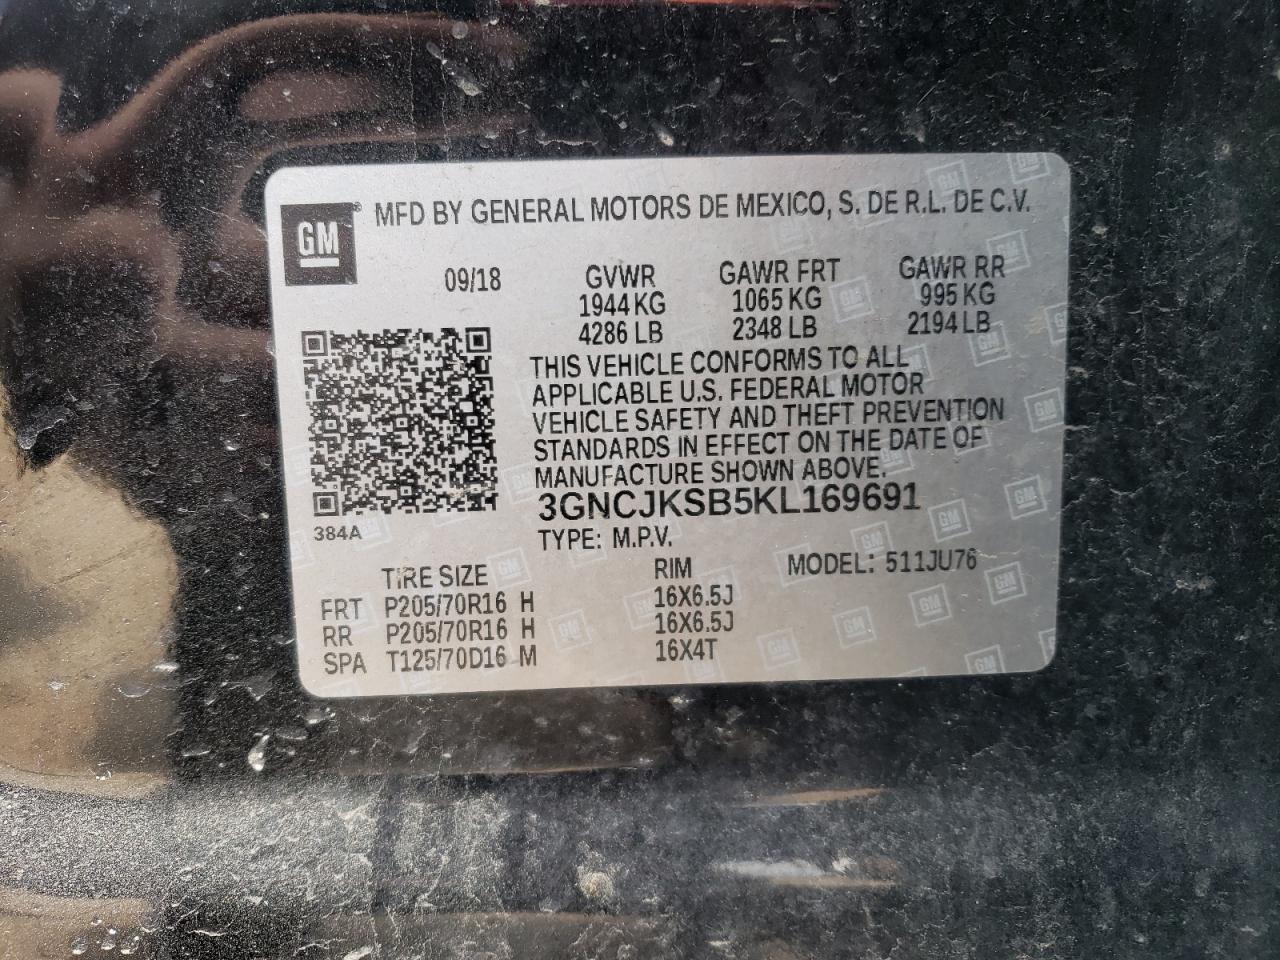 GM® MFD BY GENERAL MOTORS DE MEXICO, S. DE R.L. DE C.V.
09/18 GVWR GAWR FRT GAWR RR
1944 KG 1065 KG 995 KG
4286 LB 2348 LB 2194 LB
THIS VEHICLE CONFORMS TO ALL
APPLICABLE U.S. FEDERAL MOTOR
VEHICLE SAFETY AND THEFT PREVENTION
STANDARDS IN EFFECT ON THE DATE OF
MANUFACTURE SHOWN ABOVE.
3GNCJKSB5KL169691
384A TYPE: M.P.V.
TIRE SIZE RIM MODEL: 511JU76
FRT P205/70R16 H 16X6.5J
RR P205/70R16 H 16X6.5J
SPA T125/70D16 M 16X4T